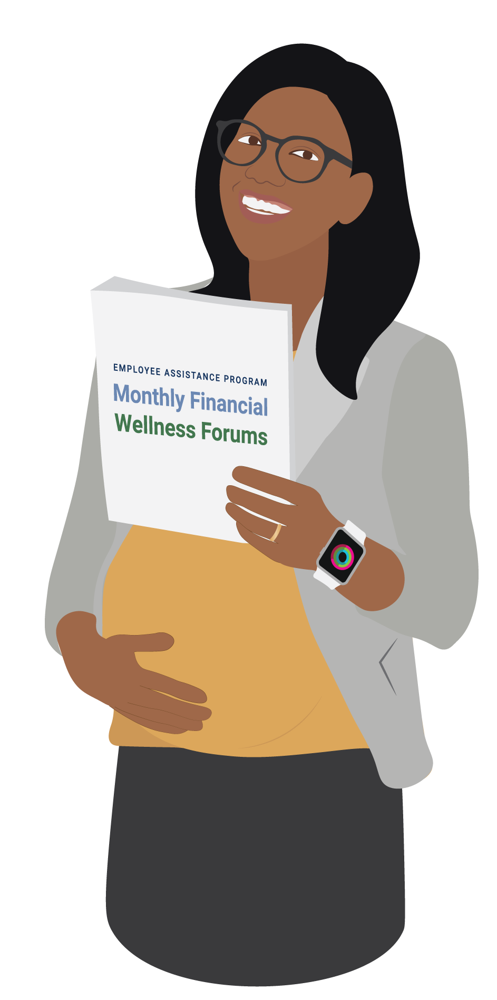 EMPLOYEE ASSISTANCE PROGRAM
Monthly Financial
Wellness Forums